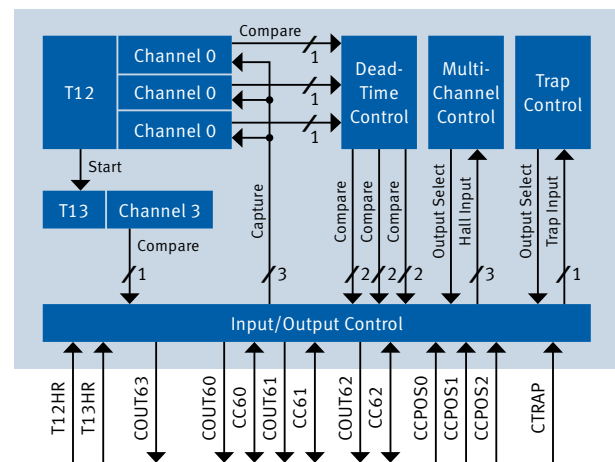 Compare
Channel 0
1
T12
Channel 0
1
Channel 0
1
Dead-
Time
Control
Multi-
Channel
Control
Trap
Control
Start
T13
Channel 3
Compare
1
Capture
3
Compare
2
Compare
2
Compare
2
Output Select
Hall Input
3
Output Select
Trap Input
1
Input/Output Control
T12HR
T13HR
COUT63
COUT60
CC60
COUT61
CC61
COUT62
CC62
CCPOS0
CCPOS1
CCPOS2
CTRAP